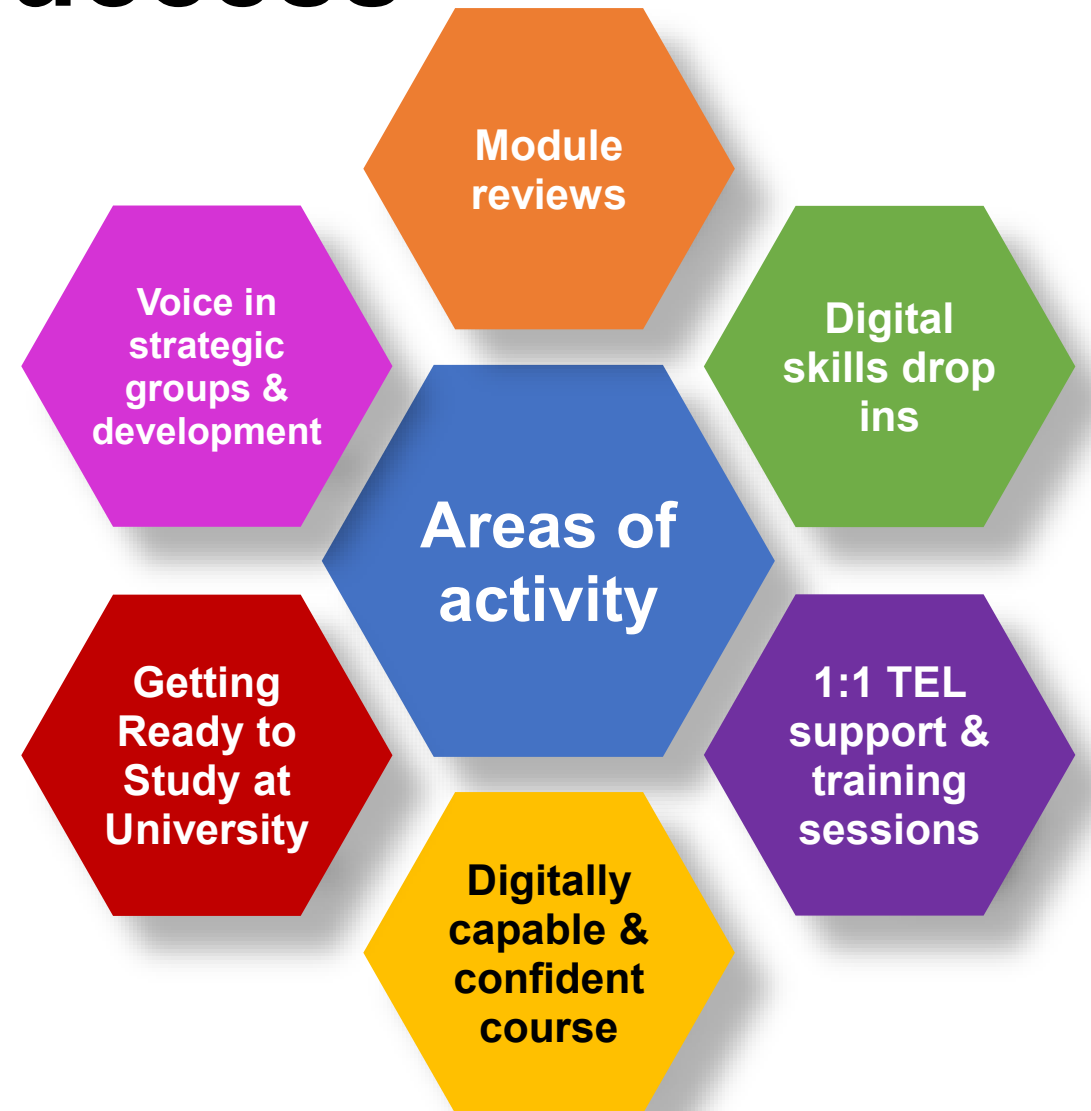 Module
reviews
Voice in
strategic
groups &
development
Digital
skills drop
ins
Areas of
activity
Getting
Ready to
Study at
University
1:1 TEL
support &
training
sessions
Digitally
capable &
confident
course